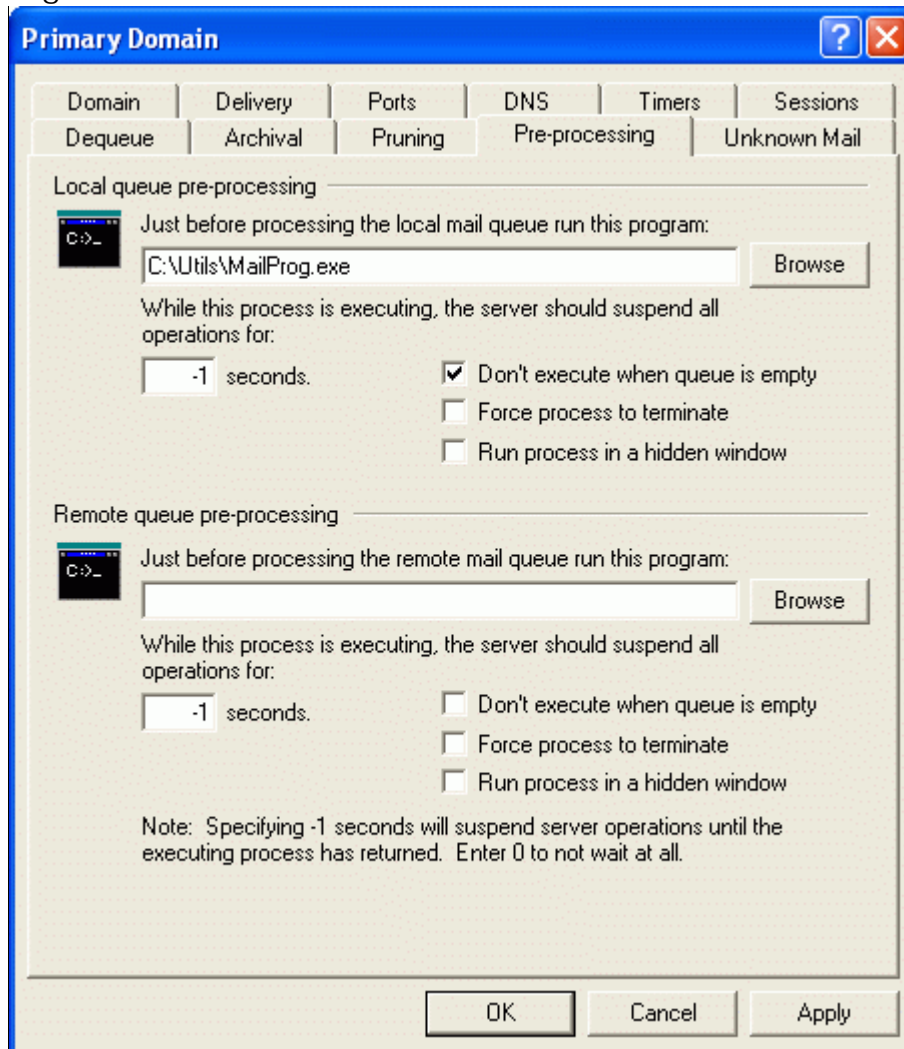 Primary Domain
Domain Delivery Ports DNS Timers Sessions
Dequeue Archival Pruning Pre-processing Unknown Mail
Local queue pre-processing
C:\>_ Just before processing the local mail queue run this program:
C:\Utils\MailProg.exe Browse
While this process is executing, the server should suspend all
operations for:
-1 seconds. Don't execute when queue is empty
Force process to terminate
Run process in a hidden window
Remote queue pre-processing
C:\>_ Just before processing the remote mail queue run this program:
Browse
While this process is executing, the server should suspend all
operations for:
-1 seconds. Don't execute when queue is empty
Force process to terminate
Run process in a hidden window
Note: Specifying -1 seconds will suspend server operations until the
executing process has returned. Enter 0 to not wait at all.
OK Cancel Apply